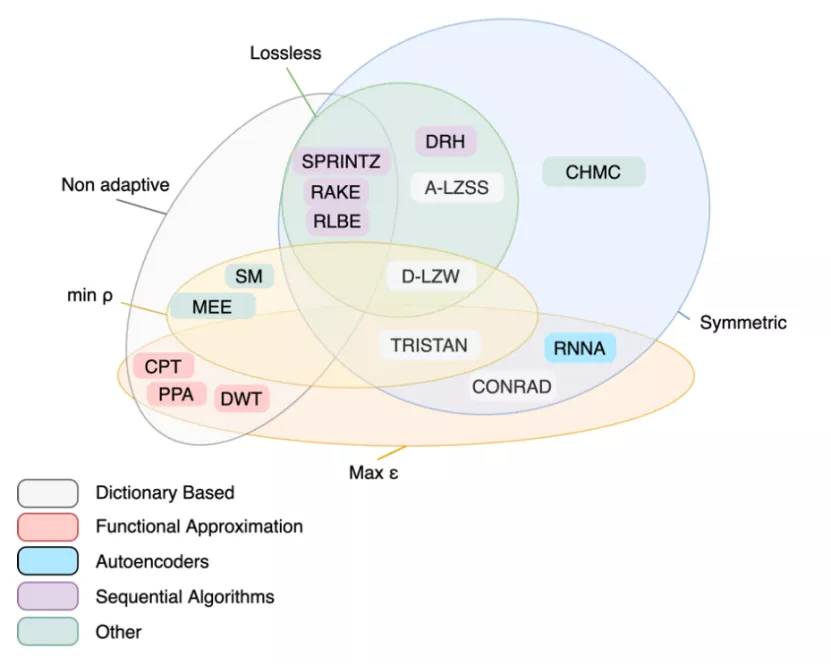 Lossless
DRH
SPRINTZ
CHMC
Non adaptive
RAKE
A-LZSS
RLBE
SM
D-LZW
min ρ
MEE
Symmetric
TRISTAN
RNNA
CPT
CONRAD
PPA
DWT
Max ε
Dictionary Based
Functional Approximation
Autoencoders
Sequential Algorithms
Other